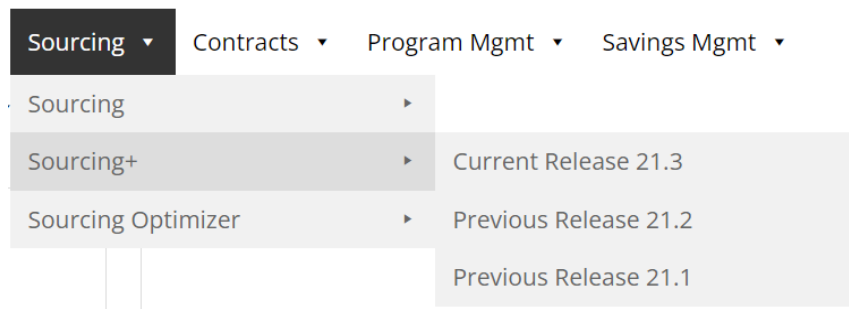 Sourcing ▾ Contracts ▾ Program Mgmt ▾ Savings Mgmt ▾
Sourcing ▸
Sourcing+ ▸ Current Release 21.3
Sourcing Optimizer ▸ Previous Release 21.2
Previous Release 21.1